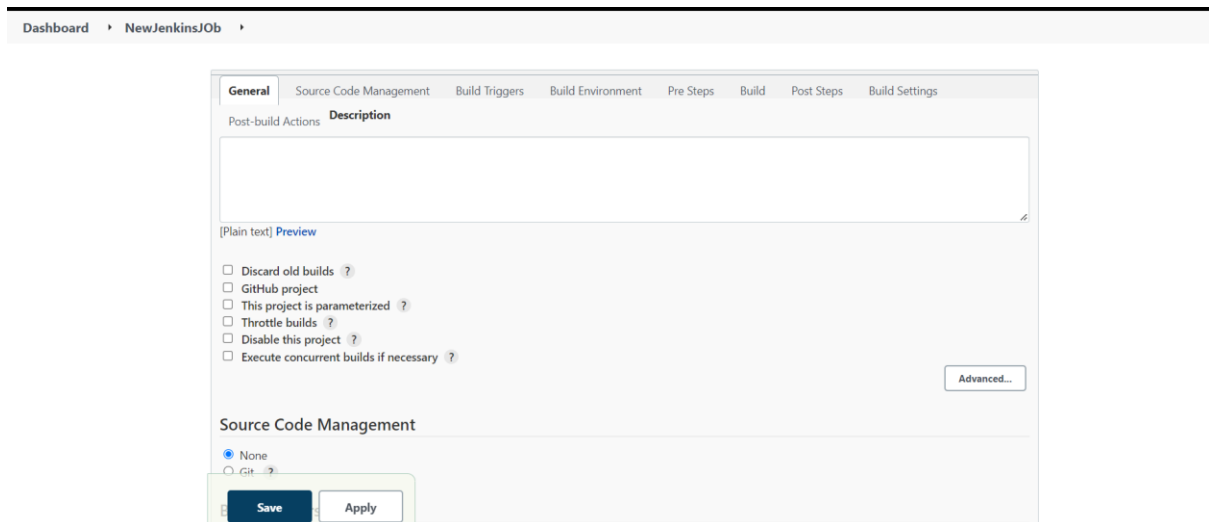 Dashboard NewJenkinsJOb
General Source Code Management Build Triggers Build Environment Pre Steps Build Post Steps Build Settings
Post-build Actions Description
[Plain text] Preview
Discard old builds ?
GitHub project
This project is parameterized ?
Throttle builds ?
Disable this project ?
Execute concurrent builds if necessary ?
Advanced...
Source Code Management
None
Git ?
Save Apply